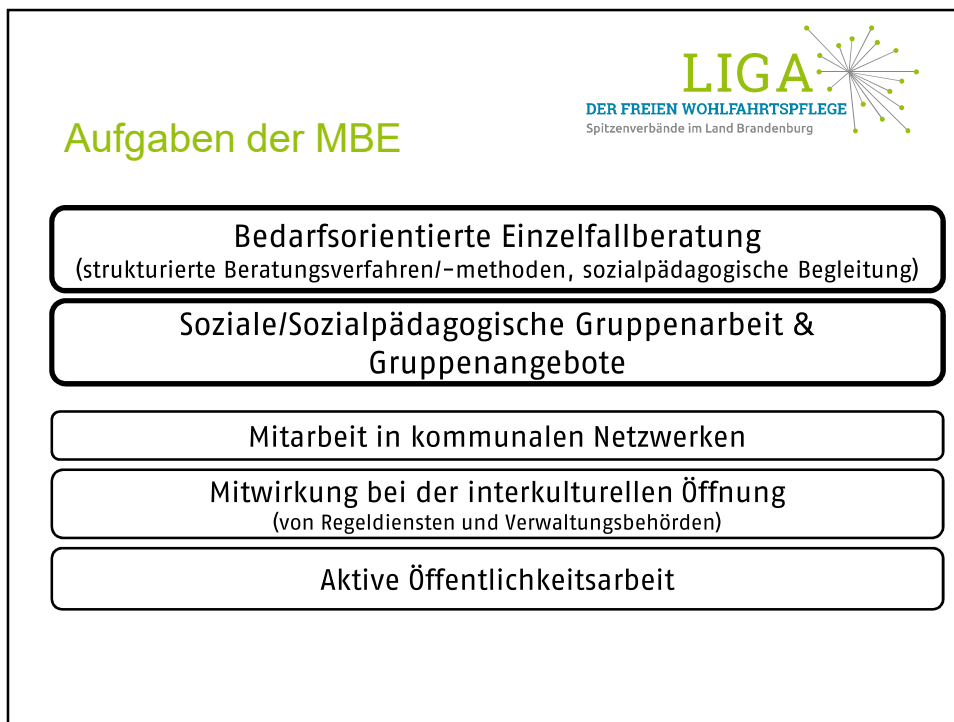 LIGA
DER FREIEN WOHLFAHRTSPFLEGE
Spitzenverbände im Land Brandenburg
Aufgaben der MBE
Bedarfsorientierte Einzelfallberatung
(strukturierte Beratungsverfahren/-methoden, sozialpädagogische Begleitung)
Soziale/Sozialpädagogische Gruppenarbeit &
Gruppenangebote
Mitarbeit in kommunalen Netzwerken
Mitwirkung bei der interkulturellen Öffnung
(von Regeldiensten und Verwaltungsbehörden)
Aktive Öffentlichkeitsarbeit